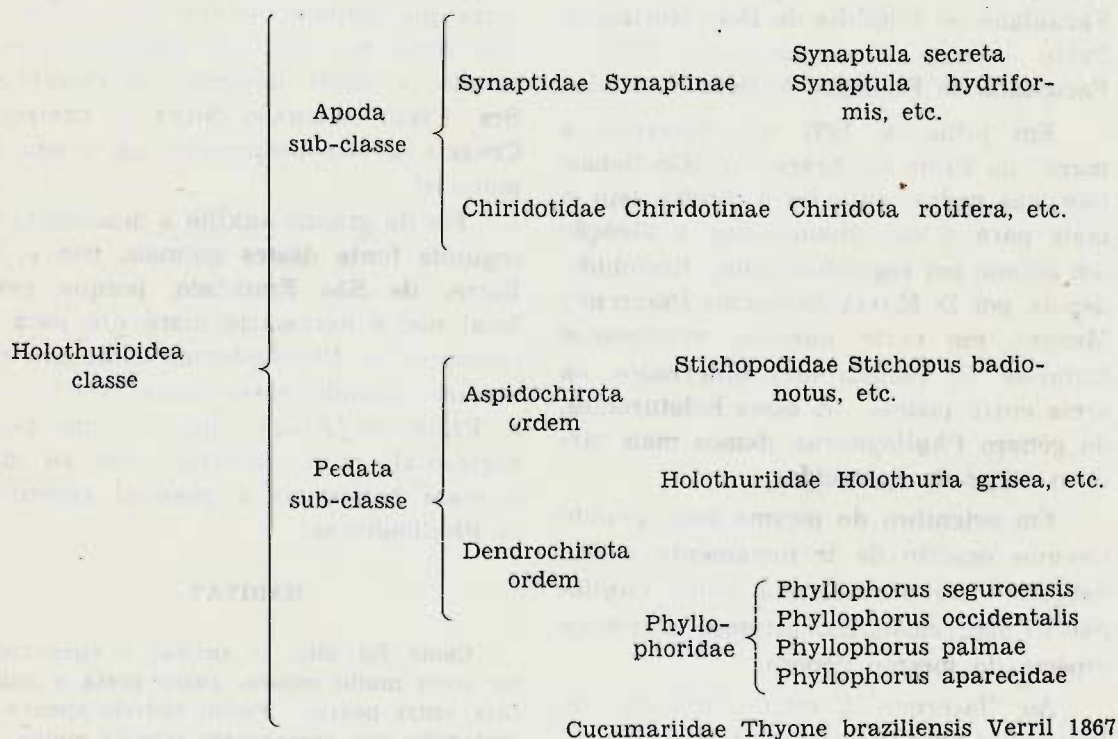 Synaptidae Synaptinae Synaptula secreta
Synaptula hydrifor-
mis, etc.
Apoda
sub-classe
Chiridotidae Chiridotinae Chiridota rotifera, etc.
Holothurioidea
classe
Stichopodidae Stichopus badio-
notus, etc.
Aspidochirota
ordem
Pedata
sub-classe
Holothuriidae Holothuria grisea, etc.
Dendrochirota
ordem
Phyllo-
phoridae
Phyllophorus seguroensis
Phyllophorus occidentalis
Phyllophorus palmae
Phyllophorus aparecidae
Cucumariidae Thyone braziliensis Verril 1867